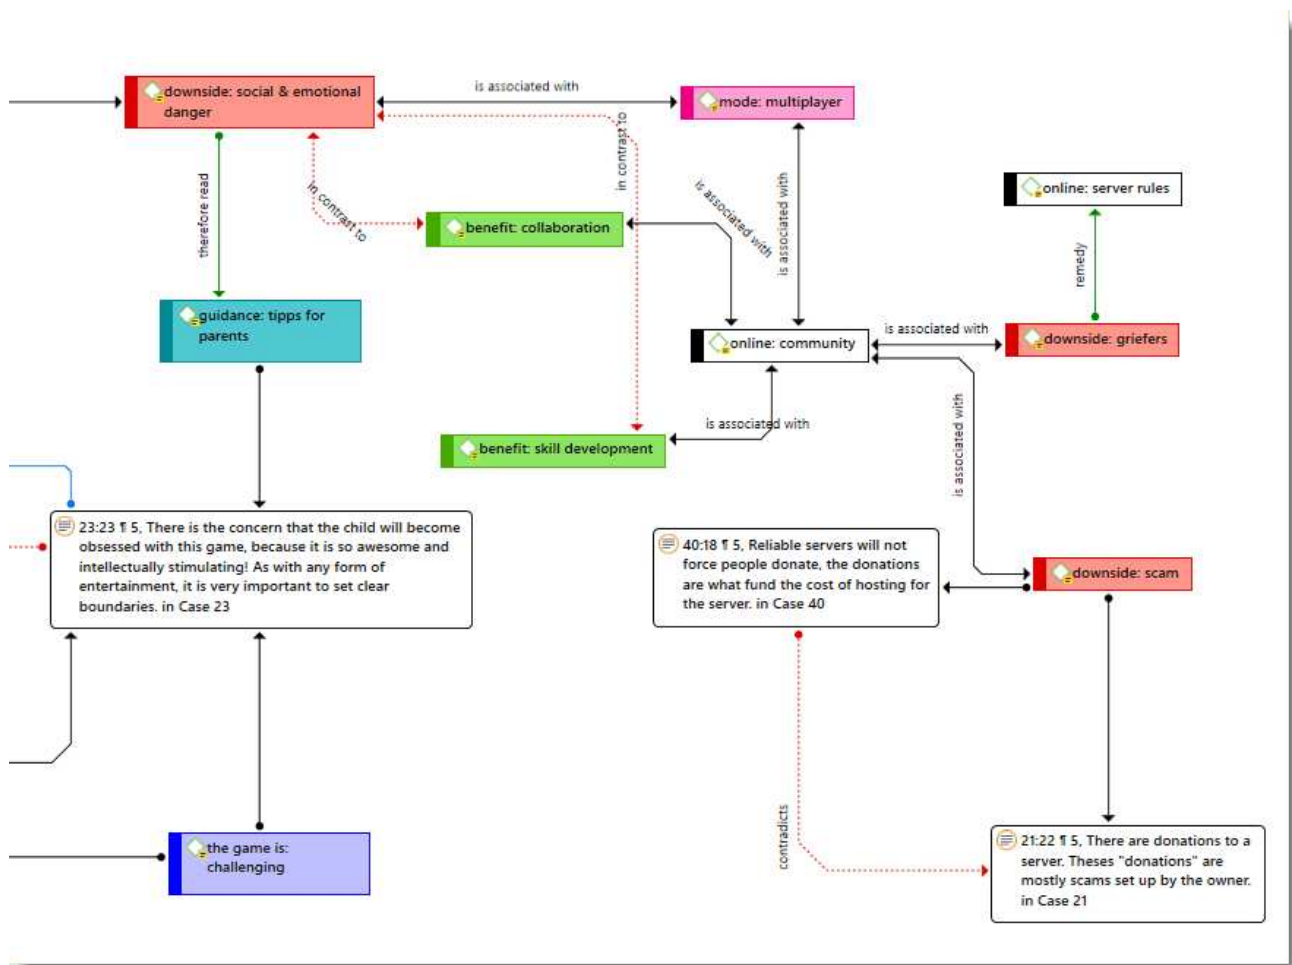 downside: social & emotional
danger
is associated with
mode: multiplayer
in contrast to
therefore read
in contrast to
is associated with
is associated with
online: server rules
benefit: collaboration
remedy
guidance: tipps for
parents
online: community
is associated with
downside: griefers
is associated with
benefit: skill development
is associated with
23:23 ¶ 5, There is the concern that the child will become
obsessed with this game, because it is so awesome and
intellectually stimulating! As with any form of
entertainment, it is very important to set clear
boundaries. in Case 23
40:18 ¶ 5, Reliable servers will not
force people donate, the donations
are what fund the cost of hosting for
the server. in Case 40
downside: scam
contradicts
the game is:
challenging
21:22 ¶ 5, There are donations to a
server. Theses "donations" are
mostly scams set up by the owner.
in Case 21